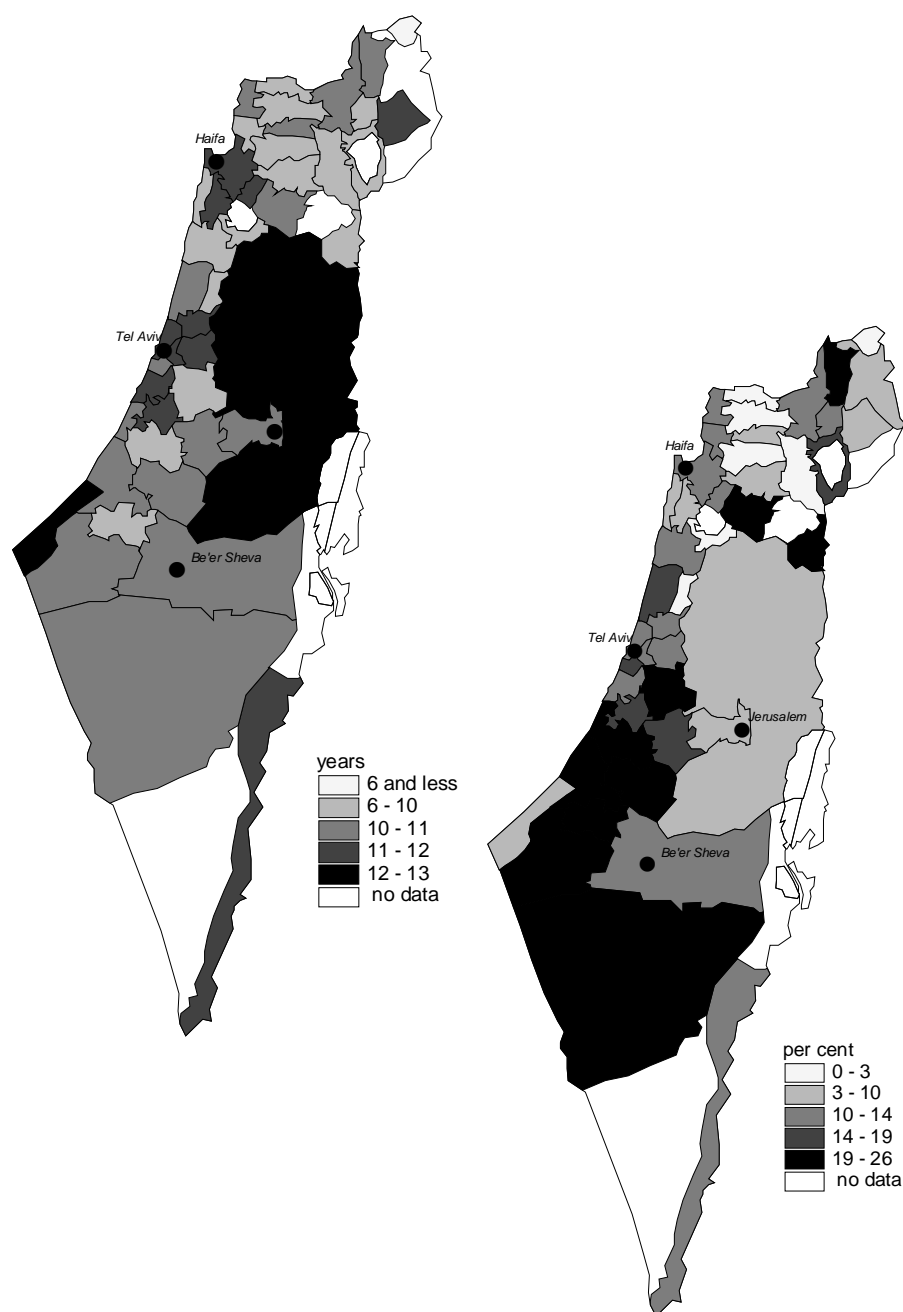 Haifa
Tel Aviv
Be'er Sheva
years
6 and less
6 - 10
10 - 11
11 - 12
12 - 13
no data
Haifa
Tel Aviv
Jerusalem
Be'er Sheva
per cent
0 - 3
3 - 10
10 - 14
14 - 19
19 - 26
no data